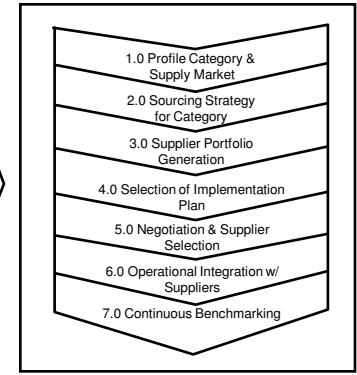 1.0 Profile Category &
Supply Market
2.0 Sourcing Strategy
for Category
3.0 Supplier Portfolio
Generation
4.0 Selection of Implementation
Plan
5.0 Negotiation & Supplier
Selection
6.0 Operational Integration w/
Suppliers
7.0 Continuous Benchmarking